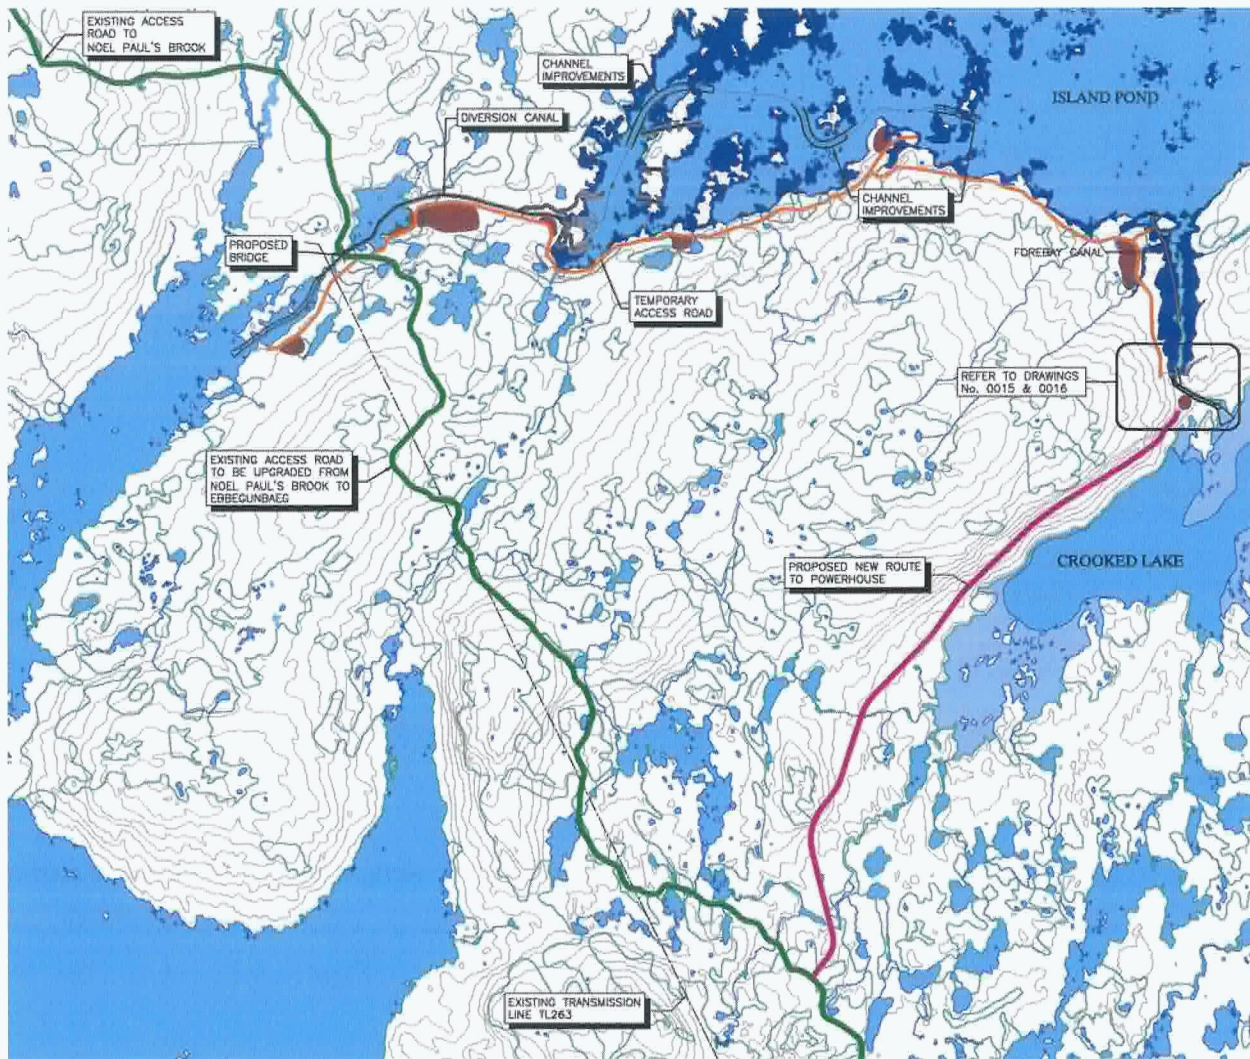 EXISTING ACCESS
ROAD TO
NOEL PAUL'S BROOK
CHANNEL
IMPROVEMENTS
ISLAND POND
DIVERSION CANAL
CHANNEL
IMPROVEMENTS
PROPOSED
BRIDGE
FOREBAY CANAL
TEMPORARY
ACCESS ROAD
REFER TO DRAWINGS
No. 0015 & 0016
EXISTING ACCESS ROAD
TO BE UPGRADED FROM
NOEL PAUL'S BROOK TO
EBBEGUNBAEG
PROPOSED NEW ROUTE
TO POWERHOUSE
CROOKED LAKE
EXISTING TRANSMISSION
LINE TL263